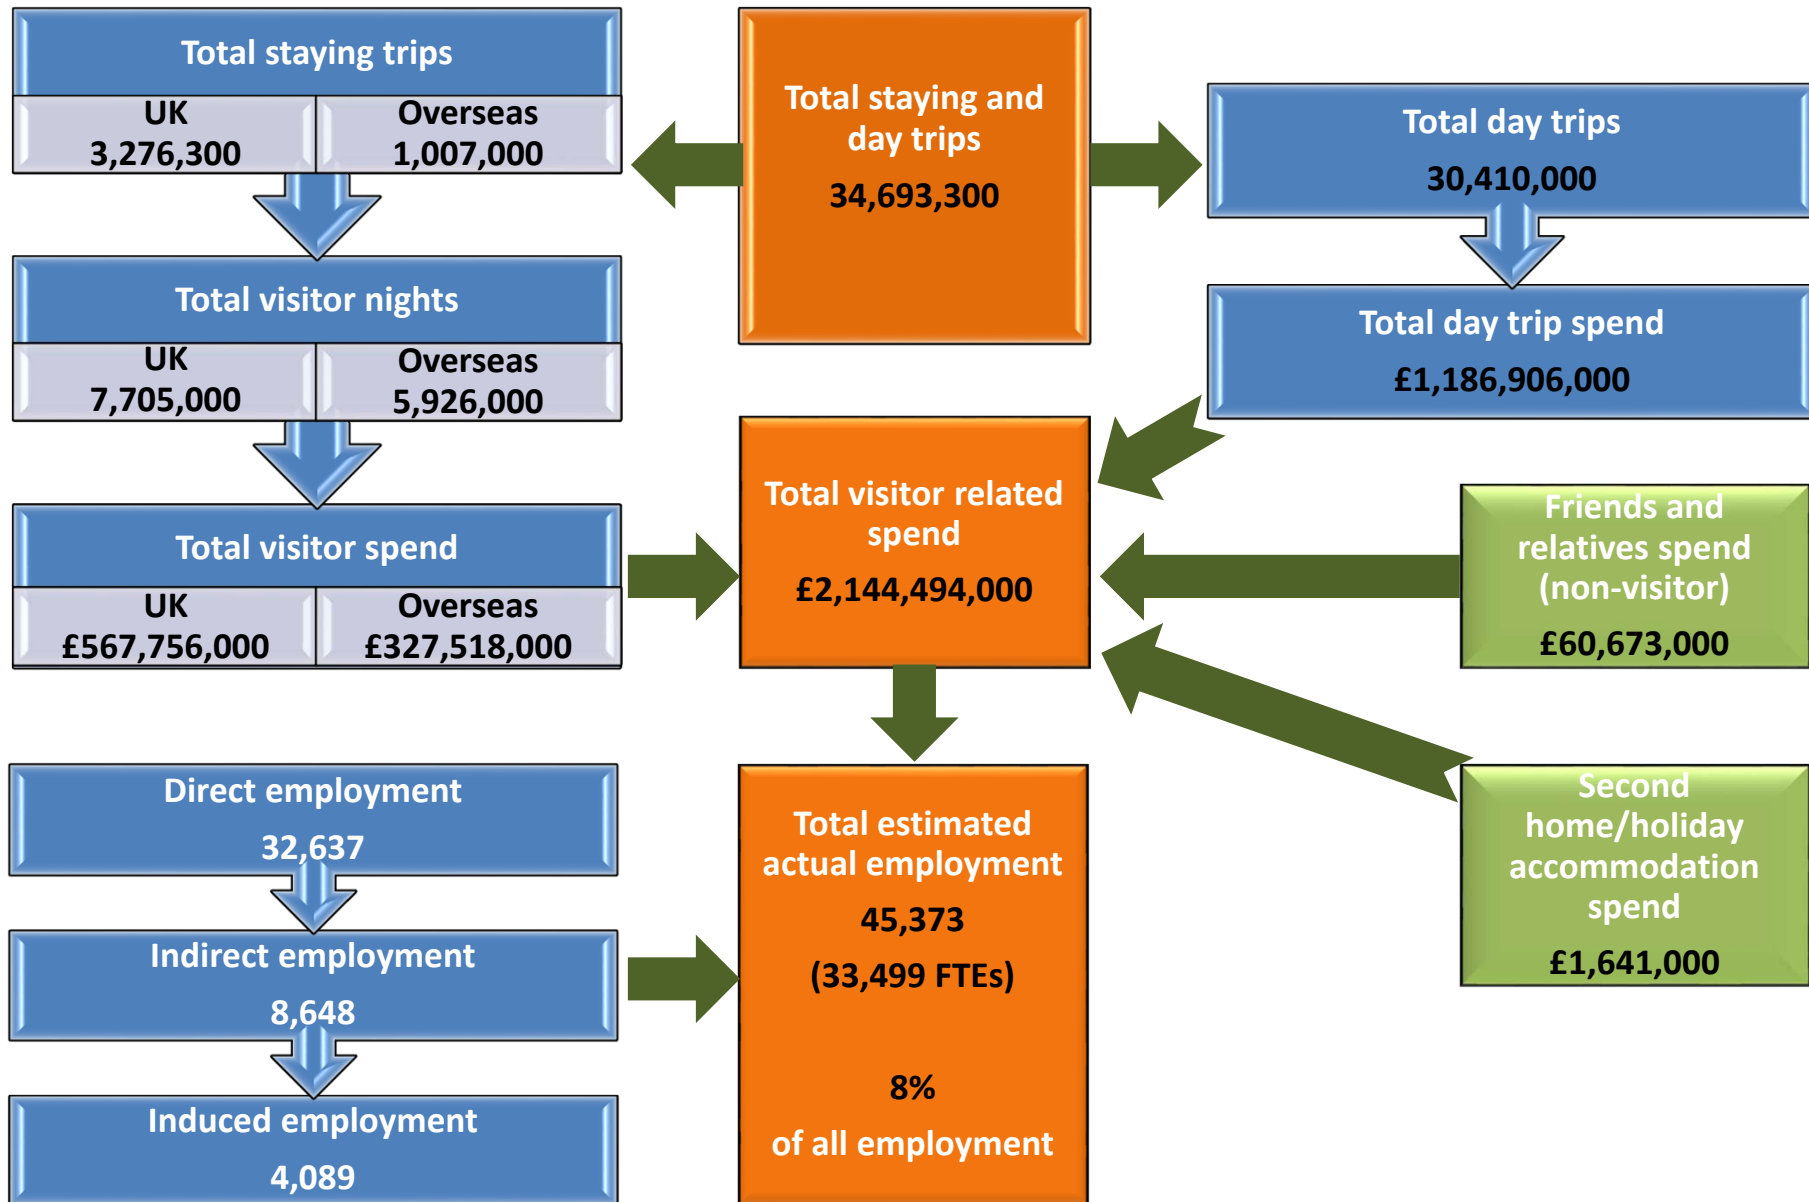 Total staying trips
UK
3,276,300
Overseas
1,007,000
Total visitor nights
UK
7,705,000
Overseas
5,926,000
Total visitor spend
UK
£567,756,000
Overseas
£327,518,000
Direct employment
32,637
Indirect employment
8,648
Induced employment
4,089
Total staying and
day trips
34,693,300
Total visitor related
spend
£2,144,494,000
Total estimated
actual employment
45,373
(33,499 FTEs)
8%
of all employment
Total day trips
30,410,000
Total day trip spend
£1,186,906,000
Friends and
relatives spend
(non-visitor)
£60,673,000
Second
home/holiday
accommodation
spend
£1,641,000